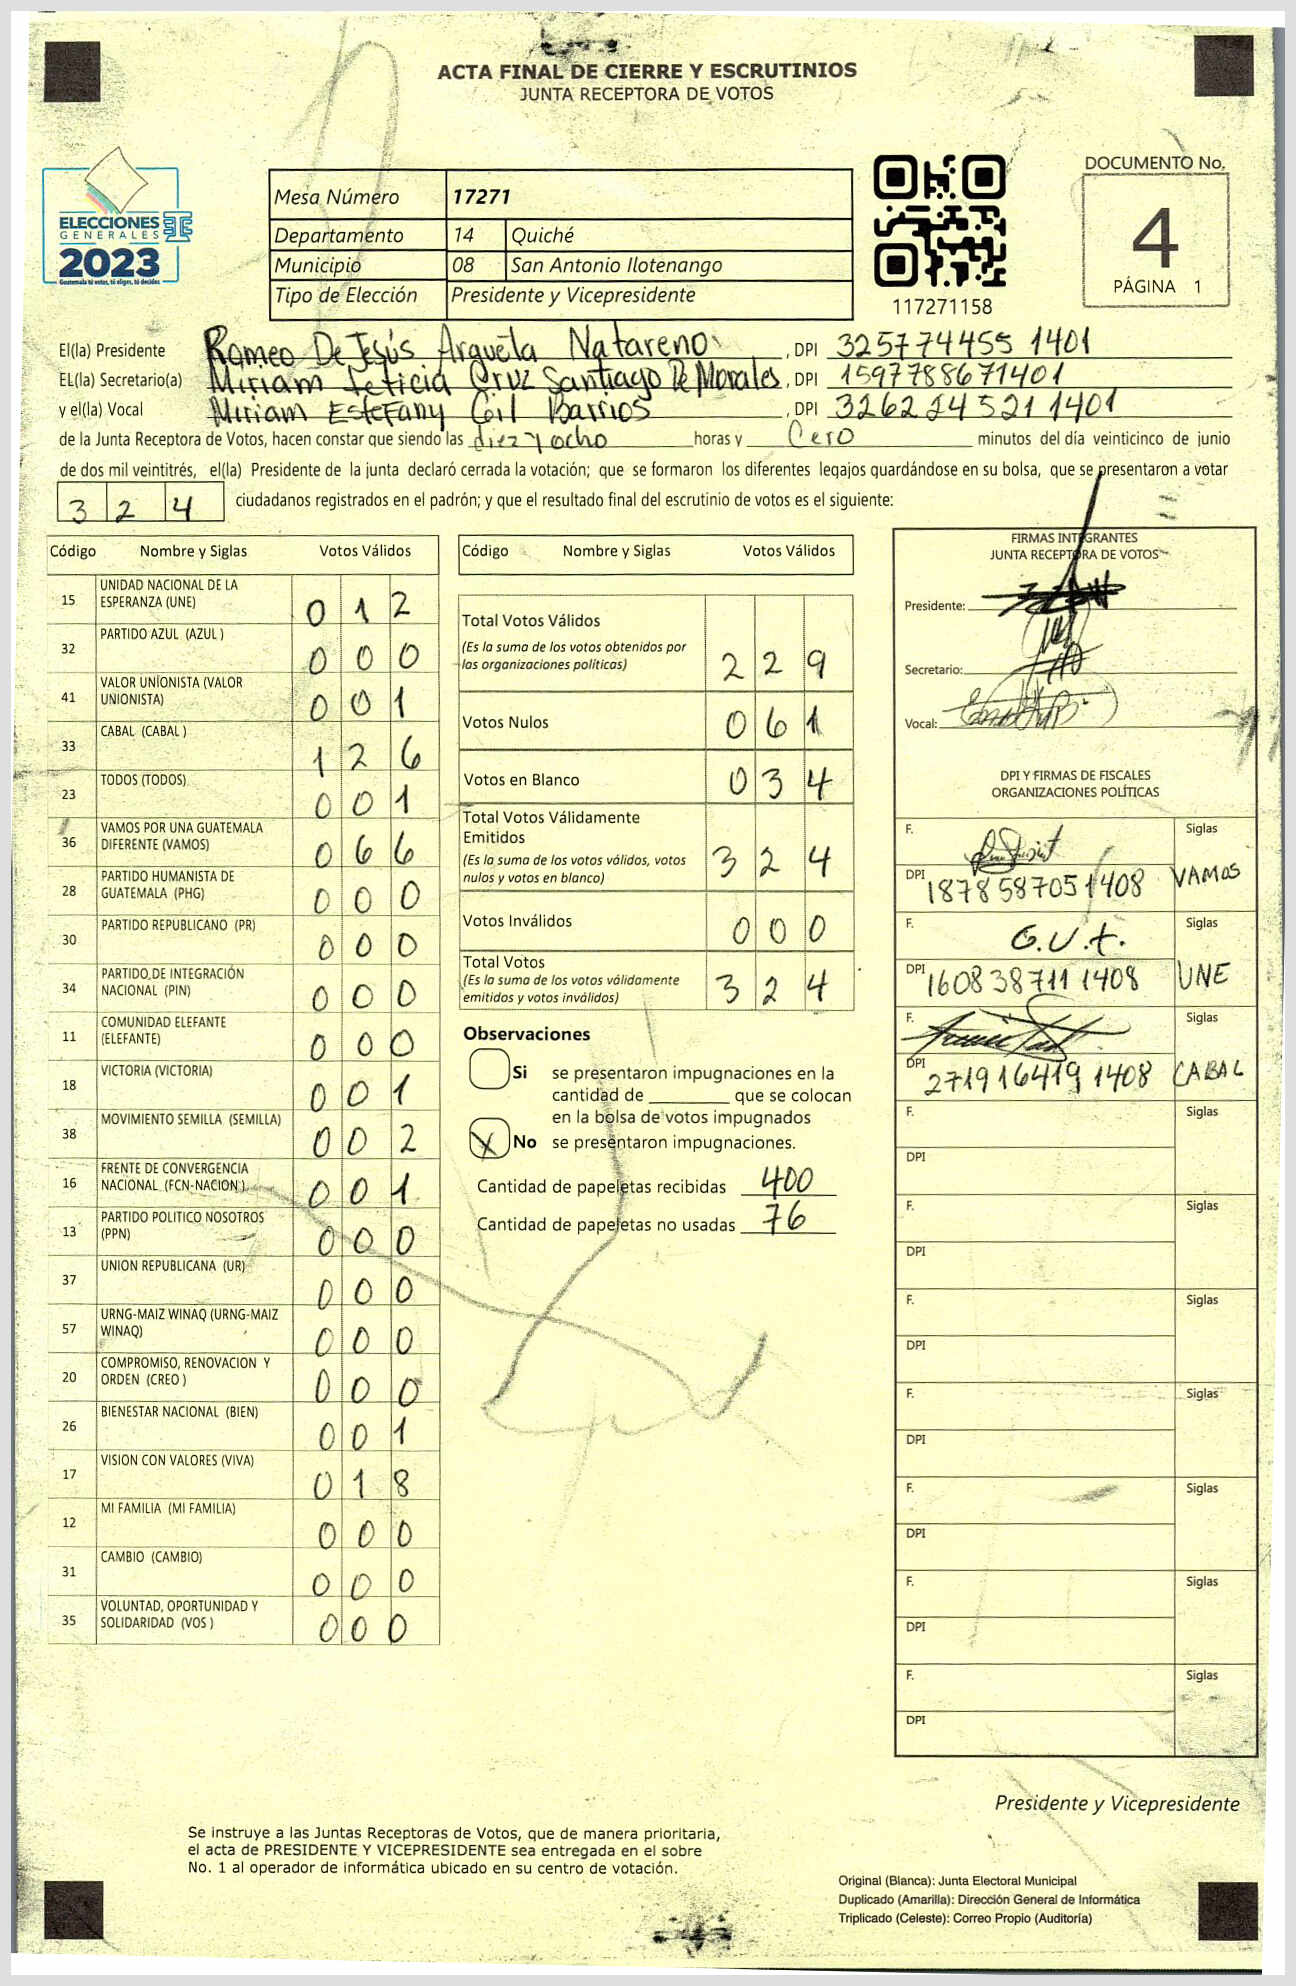 ACTA FINAL DE CIERRE Y ESCRUTINIOS
JUNTA RECEPTORA DE VOTOS
ELECCIONES
GENERALES
2023
Guatemala tú votas, tú eliges, tú decides
Mesa Número 17271
Departamento 14 Quiché
Municipio 08 San Antonio Ilotenango
Tipo de Elección Presidente y Vicepresidente
117271158
DOCUMENTO No.
4
PÁGINA 1
El(la) Presidente Romeo De Jesús Argueta Natareno, DPI 325774455 1401
EL(la) Secretario(a) Miriam Leticia Cruz Santiago De Morales, DPI 1597788671401
y el(la) Vocal Miriam Estefany Gil Barrios, DPI 326224521 1401
de la Junta Receptora de Votos, hacen constar que siendo las diez y ocho horas y Cero minutos del día veinticinco de junio
de dos mil veintitrés, el(la) Presidente de la junta declaró cerrada la votación; que se formaron los diferentes legajos guardándose en su bolsa, que se presentaron a votar
3 2 4 ciudadanos registrados en el padrón; y que el resultado final del escrutinio de votos es el siguiente:
Código Nombre y Siglas Votos Válidos
15 UNIDAD NACIONAL DE LA ESPERANZA (UNE) 0 1 2
32 PARTIDO AZUL (AZUL ) 0 0 0
41 VALOR UNIONISTA (VALOR UNIONISTA) 0 0 1
33 CABAL (CABAL ) 1 2 6
23 TODOS (TODOS) 0 0 1
36 VAMOS POR UNA GUATEMALA DIFERENTE (VAMOS) 0 6 6
28 PARTIDO HUMANISTA DE GUATEMALA (PHG) 0 0 0
30 PARTIDO REPUBLICANO (PR) 0 0 0
34 PARTIDO DE INTEGRACIÓN NACIONAL (PIN) 0 0 0
11 COMUNIDAD ELEFANTE (ELEFANTE) 0 0 0
18 VICTORIA (VICTORIA) 0 0 1
38 MOVIMIENTO SEMILLA (SEMILLA) 0 0 2
16 FRENTE DE CONVERGENCIA NACIONAL (FCN-NACION ) 0 0 1
13 PARTIDO POLITICO NOSOTROS (PPN) 0 0 0
37 UNION REPUBLICANA (UR) 0 0 0
57 URNG-MAIZ WINAQ (URNG-MAIZ WINAQ) 0 0 0
20 COMPROMISO, RENOVACION Y ORDEN (CREO ) 0 0 0
26 BIENESTAR NACIONAL (BIEN) 0 0 1
17 VISION CON VALORES (VIVA) 0 1 8
12 MI FAMILIA (MI FAMILIA) 0 0 0
31 CAMBIO (CAMBIO) 0 0 0
35 VOLUNTAD, OPORTUNIDAD Y SOLIDARIDAD (VOS ) 0 0 0
Código Nombre y Siglas Votos Válidos
Total Votos Válidos
(Es la suma de los votos obtenidos por
las organizaciones políticas) 2 2 9
Votos Nulos 0 6 1
Votos en Blanco 0 3 4
Total Votos Válidamente
Emitidos
(Es la suma de los votos válidos, votos
nulos y votos en blanco) 3 2 4
Votos Inválidos 0 0 0
Total Votos
(Es la suma de los votos válidamente
emitidos y votos inválidos) 3 2 4
Observaciones
Si se presentaron impugnaciones en la
cantidad de ________ que se colocan
en la bolsa de votos impugnados
X No se presentaron impugnaciones.
Cantidad de papeletas recibidas 400
Cantidad de papeletas no usadas 76
FIRMAS INTEGRANTES
JUNTA RECEPTORA DE VOTOS
Presidente:
Secretario:
Vocal:
DPI Y FIRMAS DE FISCALES
ORGANIZACIONES POLÍTICAS
F. Siglas
DPI 1878587051408 VAMOS
F. G.U.t. Siglas
DPI 1608387111408 UNE
F. Siglas
DPI 2719164191408 CABAL
F. Siglas
DPI
F. Siglas
DPI
F. Siglas
DPI
F. Siglas
DPI
F. Siglas
DPI
F. Siglas
DPI
F. Siglas
DPI
Presidente y Vicepresidente
Se instruye a las Juntas Receptoras de Votos, que de manera prioritaria,
el acta de PRESIDENTE Y VICEPRESIDENTE sea entregada en el sobre
No. 1 al operador de informática ubicado en su centro de votación.
Original (Blanca): Junta Electoral Municipal
Duplicado (Amarilla): Dirección General de Informática
Triplicado (Celeste): Correo Propio (Auditoría)